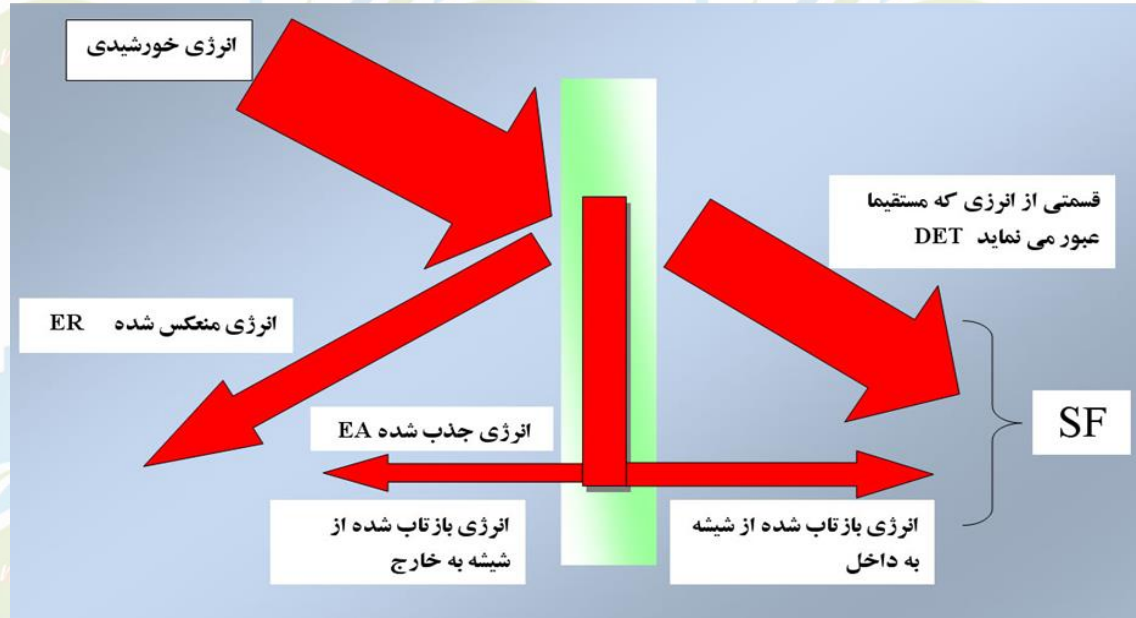 انرژی خورشیدی
قسمتی از انرژی که مستقیما
عبور می نماید DET
انرژی منعکس شده ER
SF
انرژی جذب شده EA
انرژی بازتاب شده از شیشه
به داخل
انرژی بازتاب شده از
شیشه به خارج